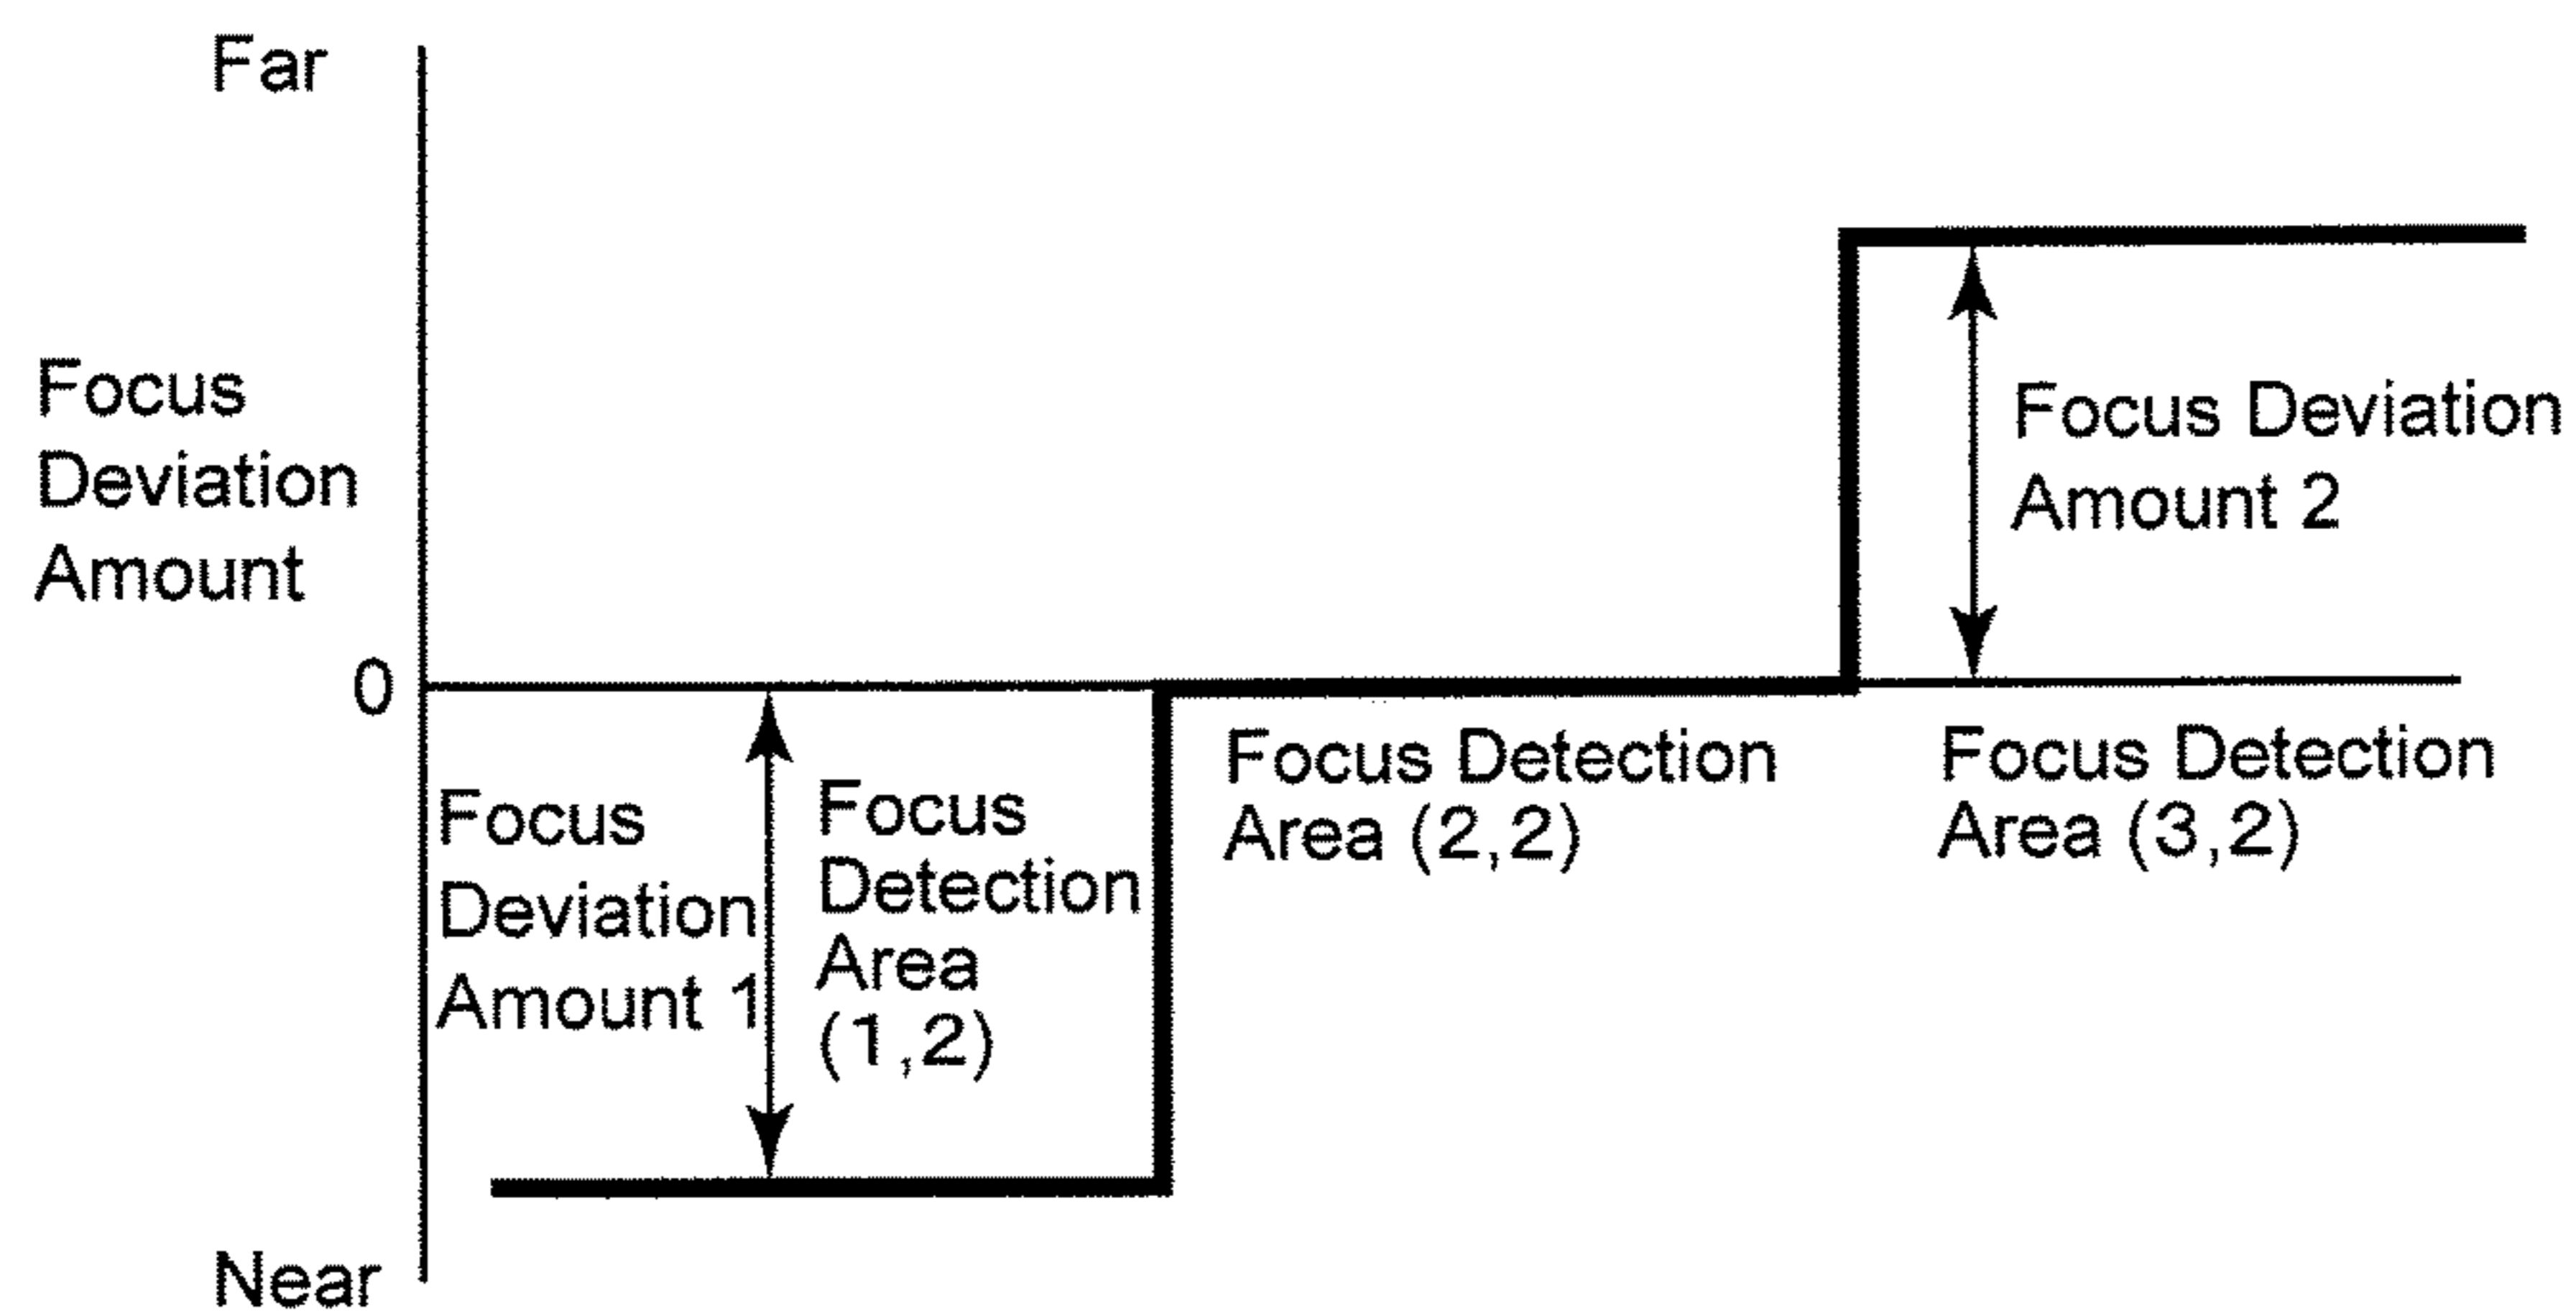 Far
Focus
Deviation
Amount
0
Near
Focus
Deviation
Amount 1
Focus
Detection
Area
(1,2)
Focus Detection
Area (2,2)
Focus Deviation
Amount 2
Focus Detection
Area (3,2)